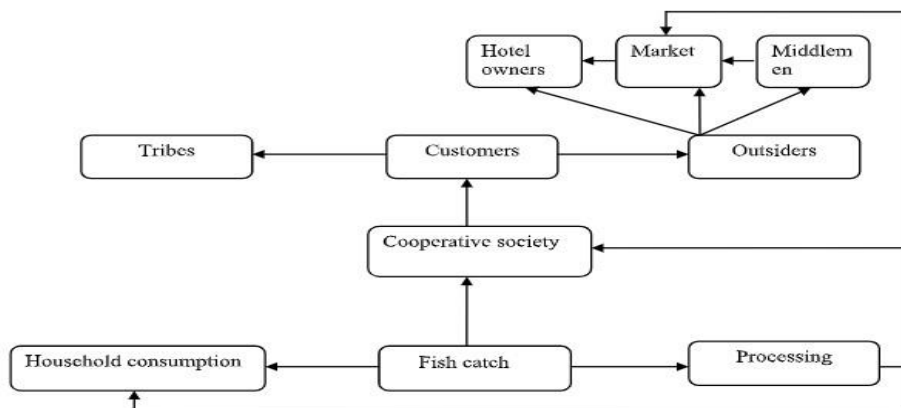 Hotel
owners
Market
Middlem
en
Tribes
Customers
Outsiders
Cooperative society
Household consumption
Fish catch
Processing